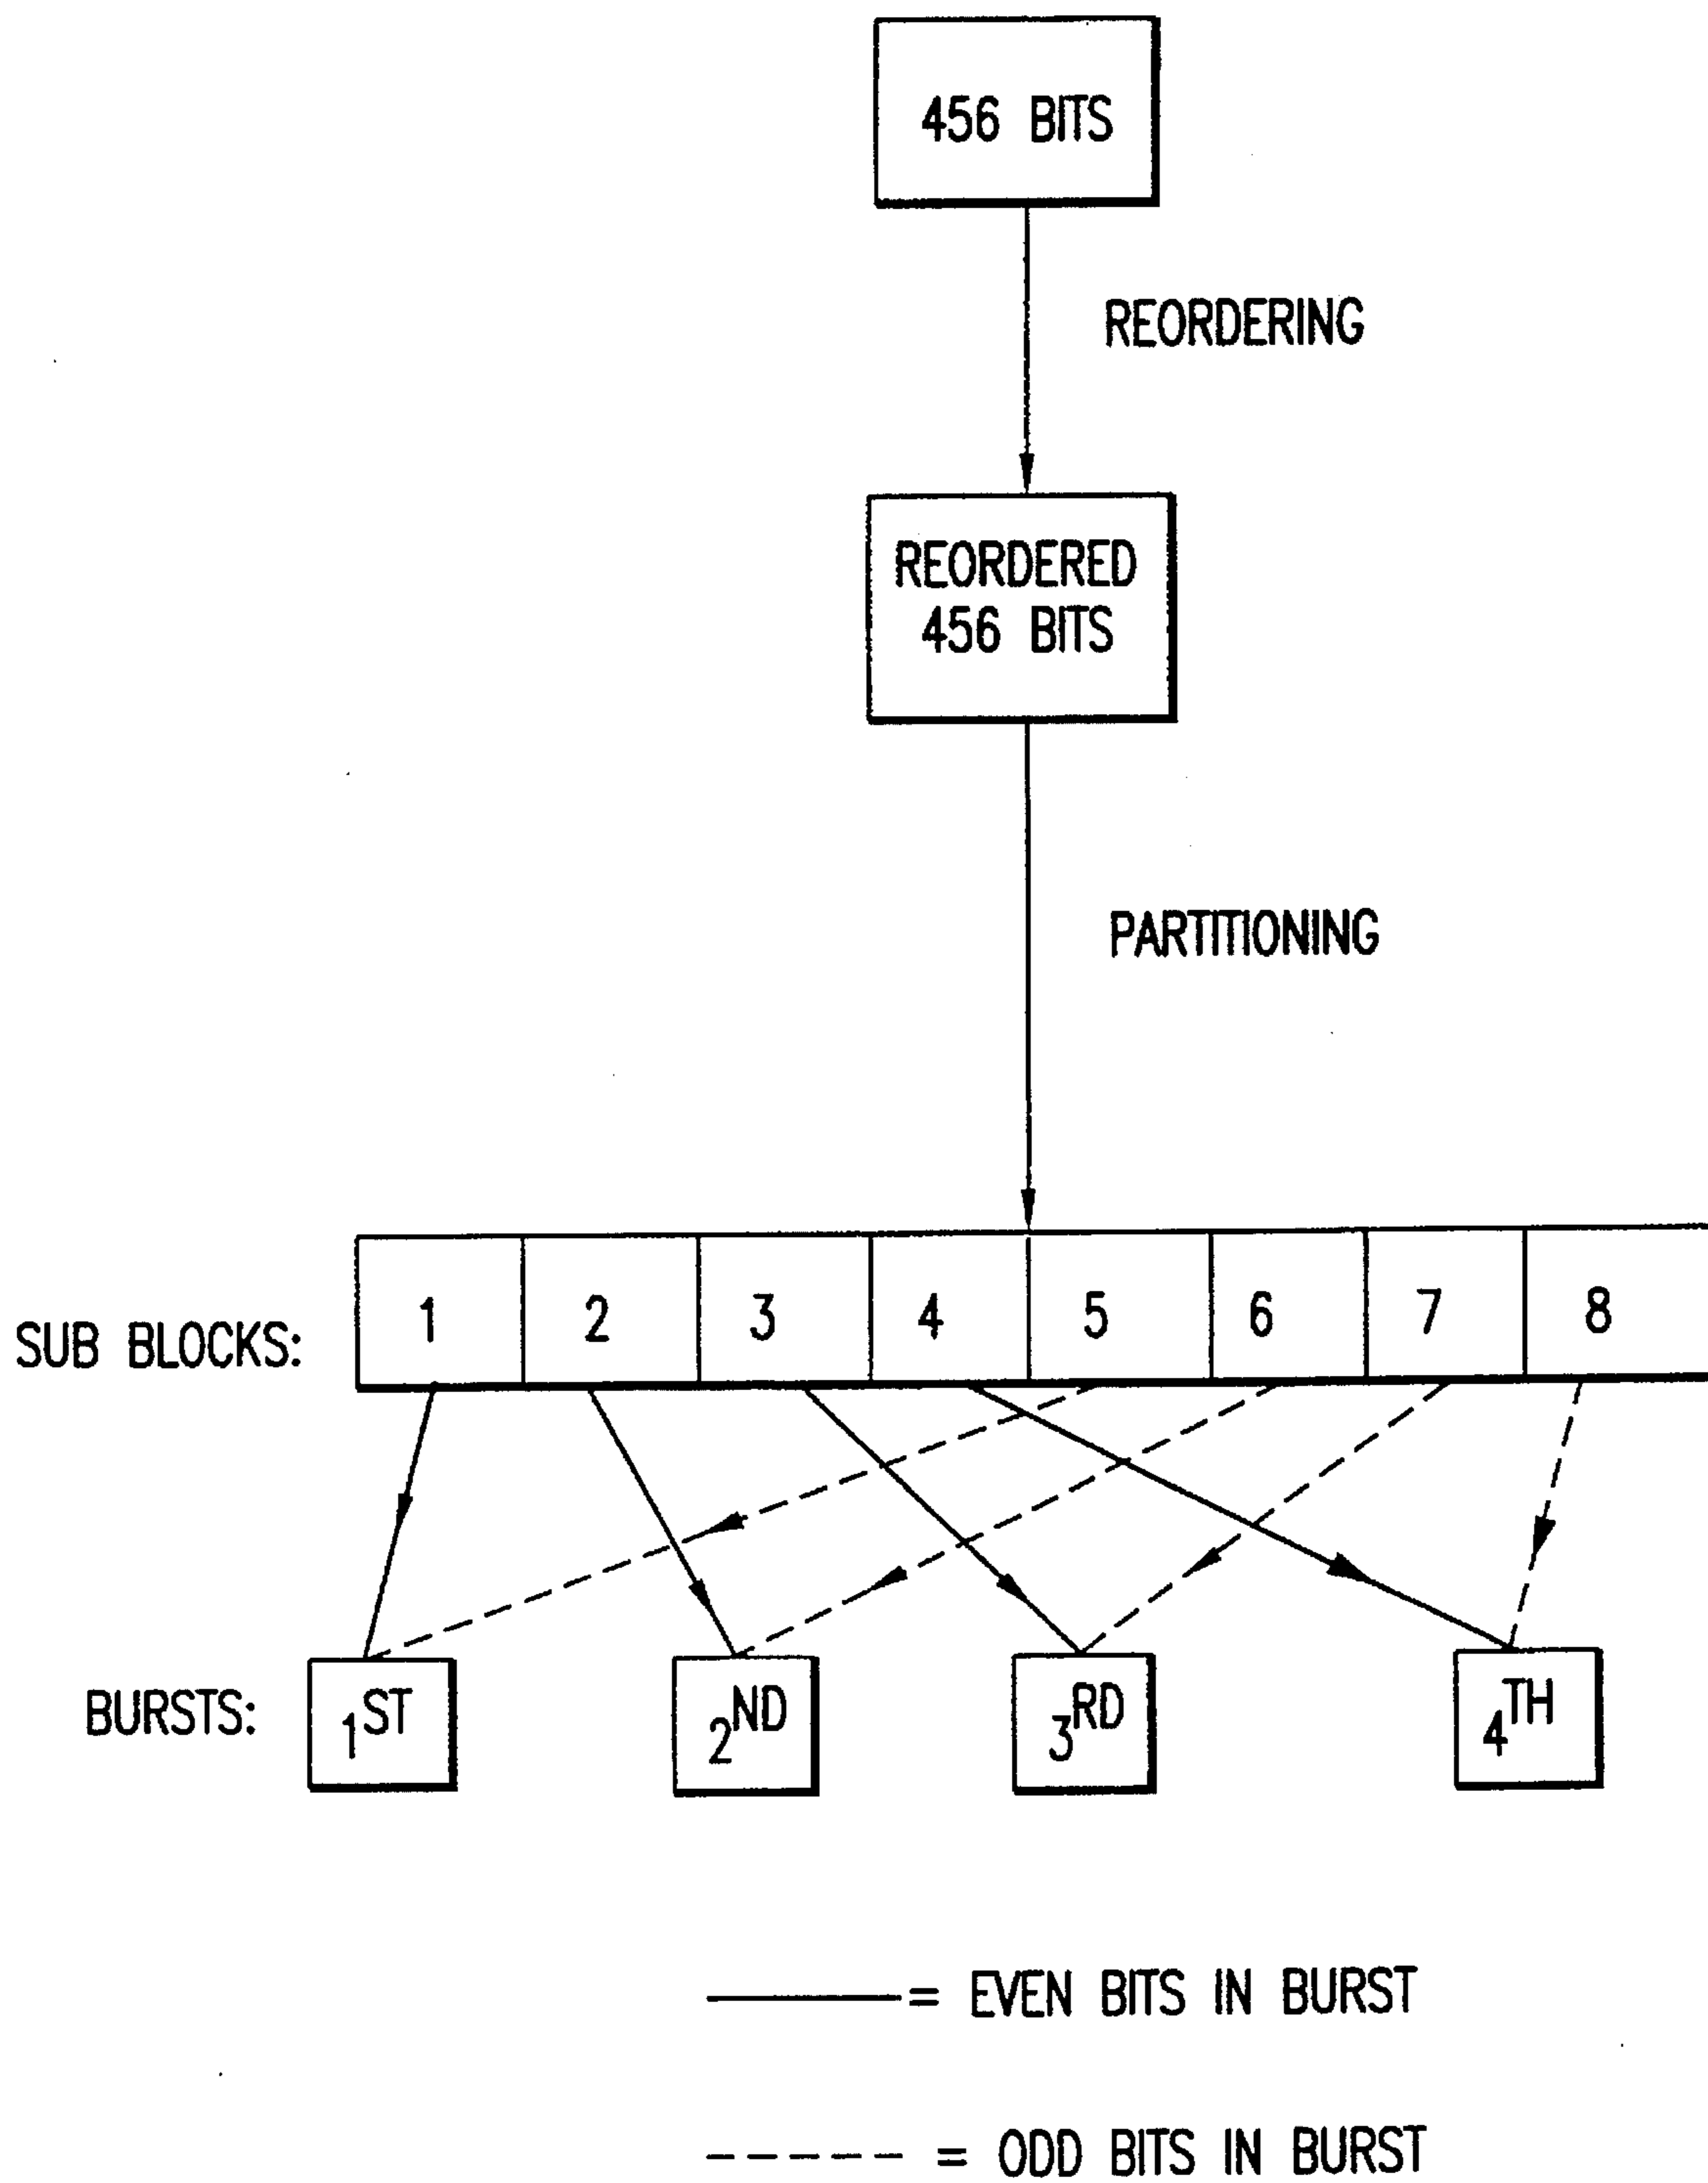 456 BITS
REORDERING
REORDERED
456 BITS
PARTITIONING
SUB BLOCKS: 1 2 3 4 5 6 7 8
BURSTS: 1ST 2ND 3RD 4TH
= EVEN BITS IN BURST
= ODD BITS IN BURST